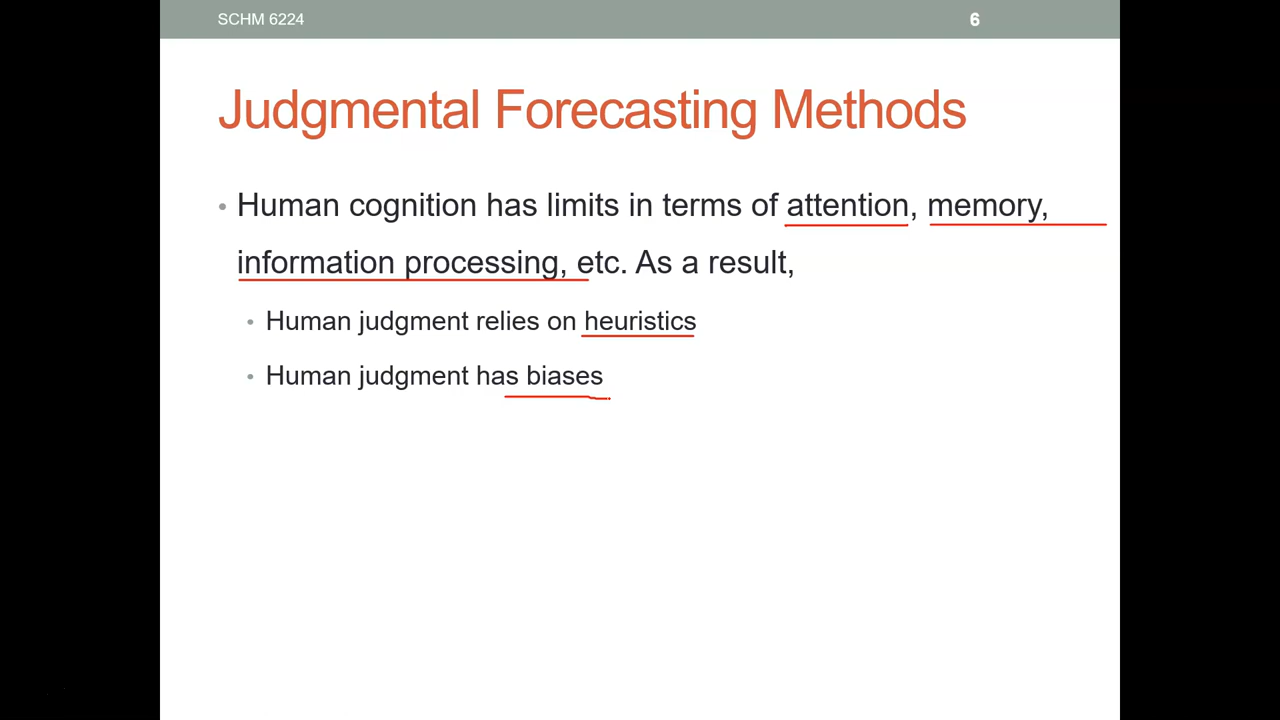 SCHM 6224
6
Judgmental Forecasting Methods
• Human cognition has limits in terms of attention, memory,
information processing, etc. As a result,
• Human judgment relies on heuristics
• Human judgment has biases